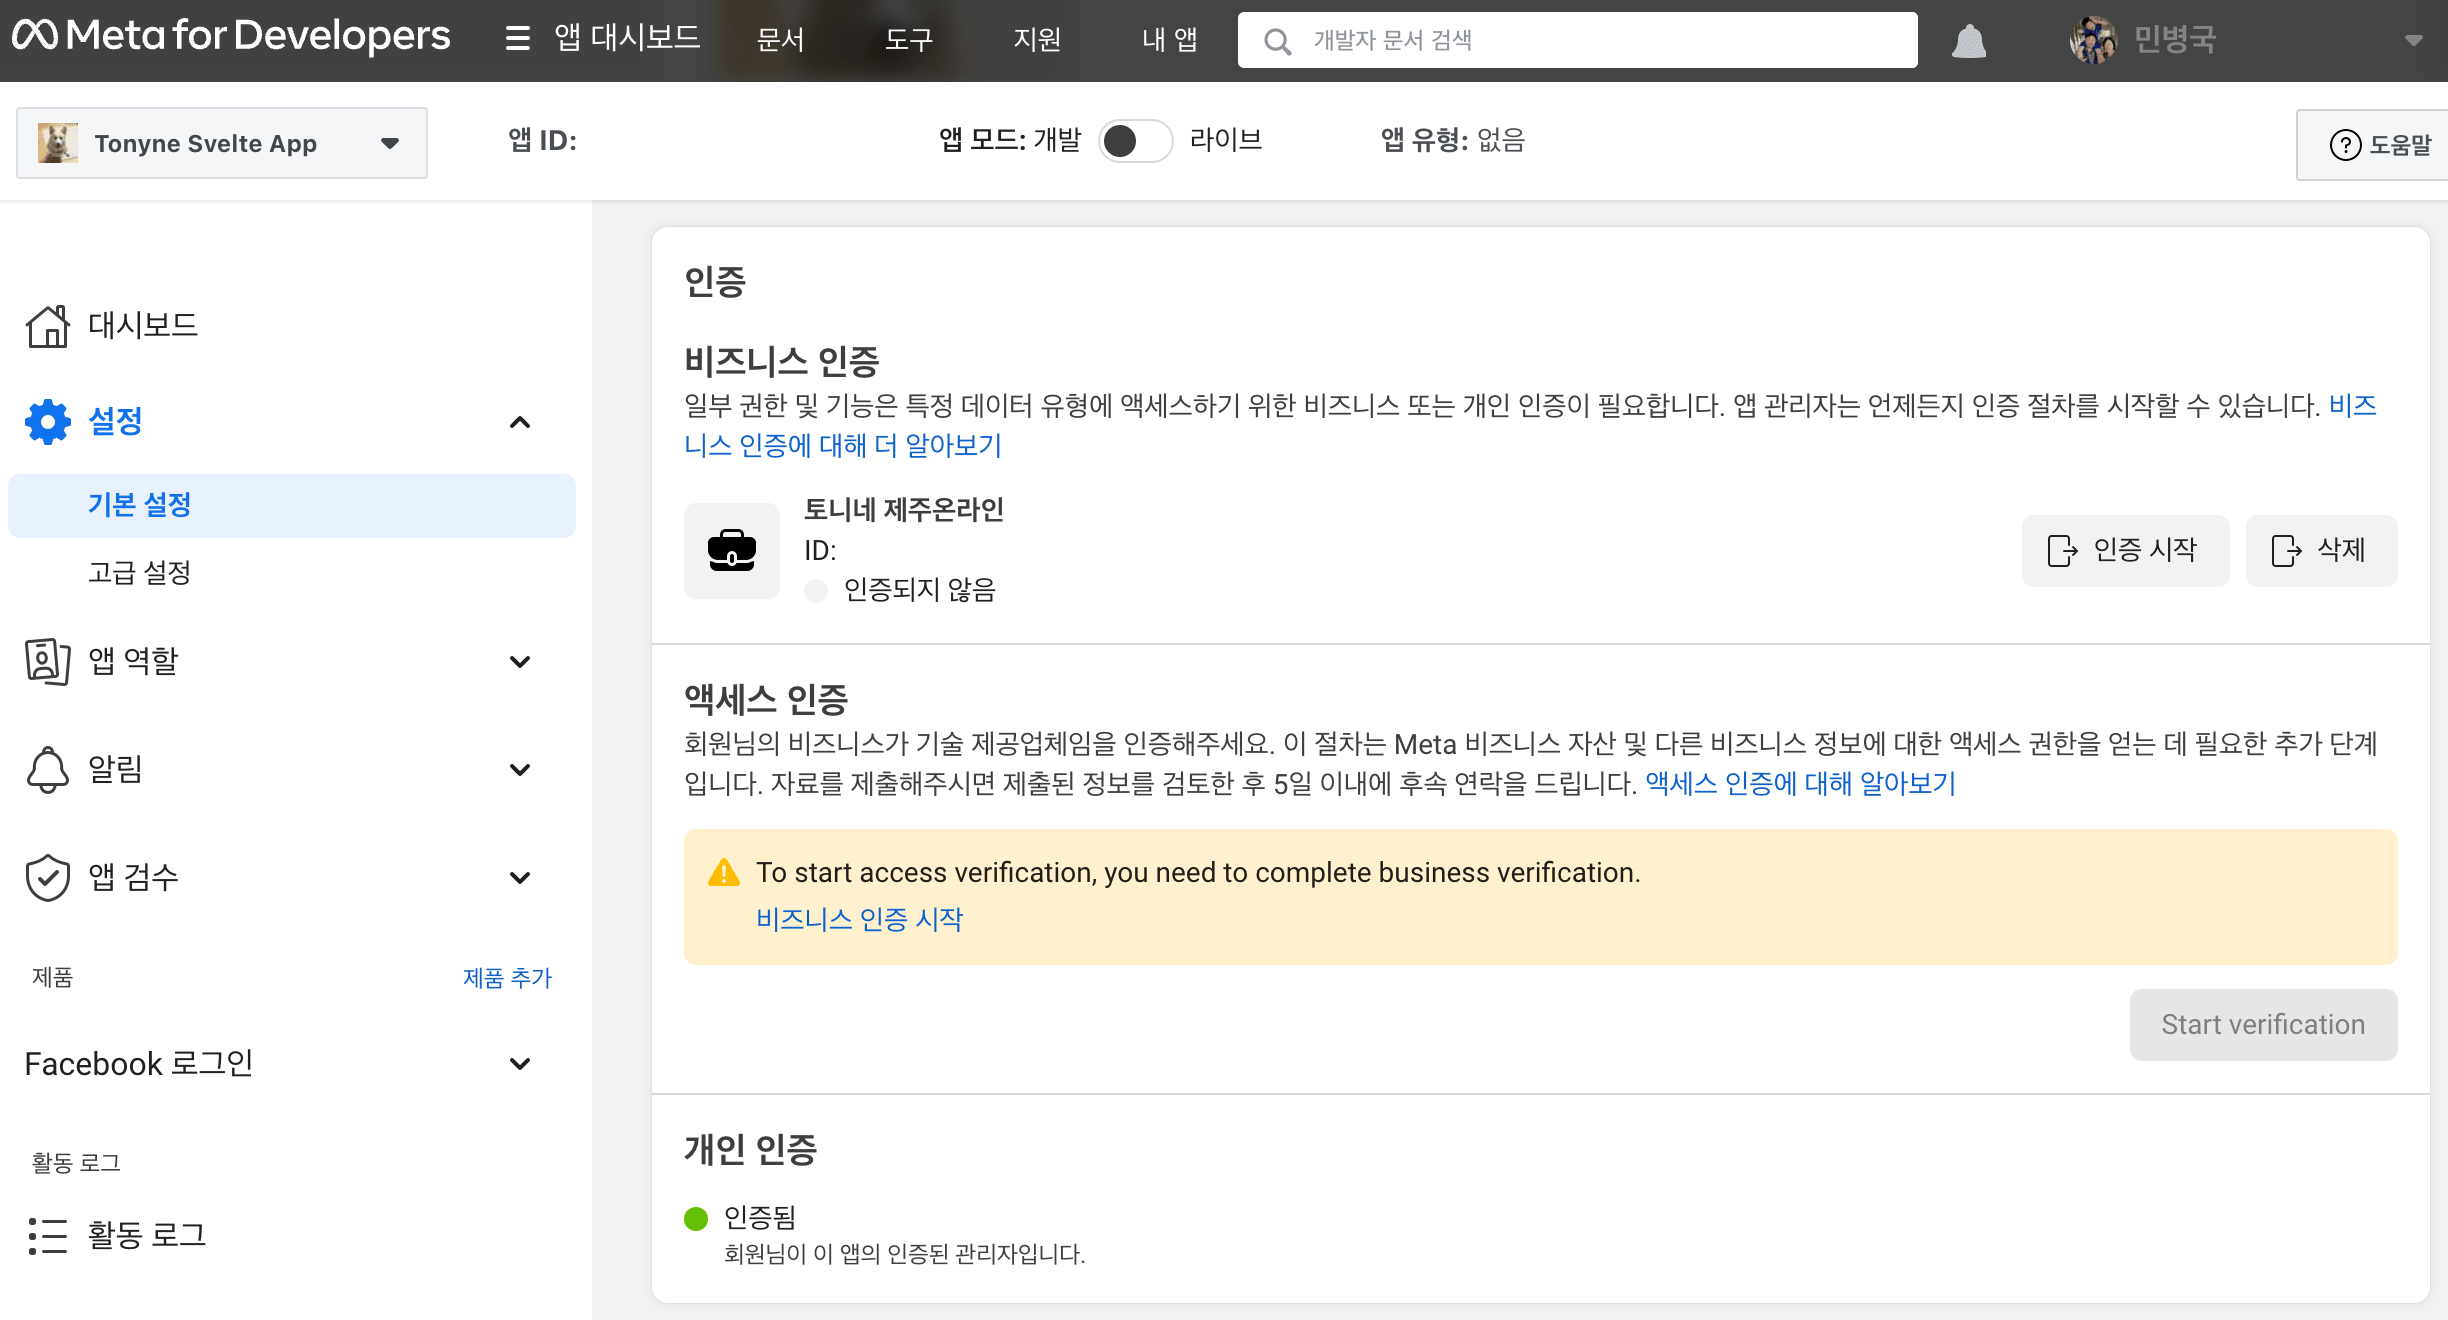 Meta for Developers
앱 대시보드
문서
도구
지원
내 앱
개발자 문서 검색
민병국
Tonyne Svelte App
앱 ID:
앱 모드: 개발
라이브
앱 유형: 없음
도움말
대시보드
설정
기본 설정
고급 설정
앱 역할
알림
앱 검수
제품
제품 추가
Facebook 로그인
활동 로그
활동 로그
인증
비즈니스 인증
일부 권한 및 기능은 특정 데이터 유형에 액세스하기 위한 비즈니스 또는 개인 인증이 필요합니다. 앱 관리자는 언제든지 인증 절차를 시작할 수 있습니다. 비즈
니스 인증에 대해 더 알아보기
토니네 제주온라인
ID:
인증되지 않음
인증 시작
삭제
액세스 인증
회원님의 비즈니스가 기술 제공업체임을 인증해주세요. 이 절차는 Meta 비즈니스 자산 및 다른 비즈니스 정보에 대한 액세스 권한을 얻는 데 필요한 추가 단계
입니다. 자료를 제출해주시면 제출된 정보를 검토한 후 5일 이내에 후속 연락을 드립니다. 액세스 인증에 대해 알아보기
To start access verification, you need to complete business verification.
비즈니스 인증 시작
Start verification
개인 인증
인증됨
회원님이 이 앱의 인증된 관리자입니다.